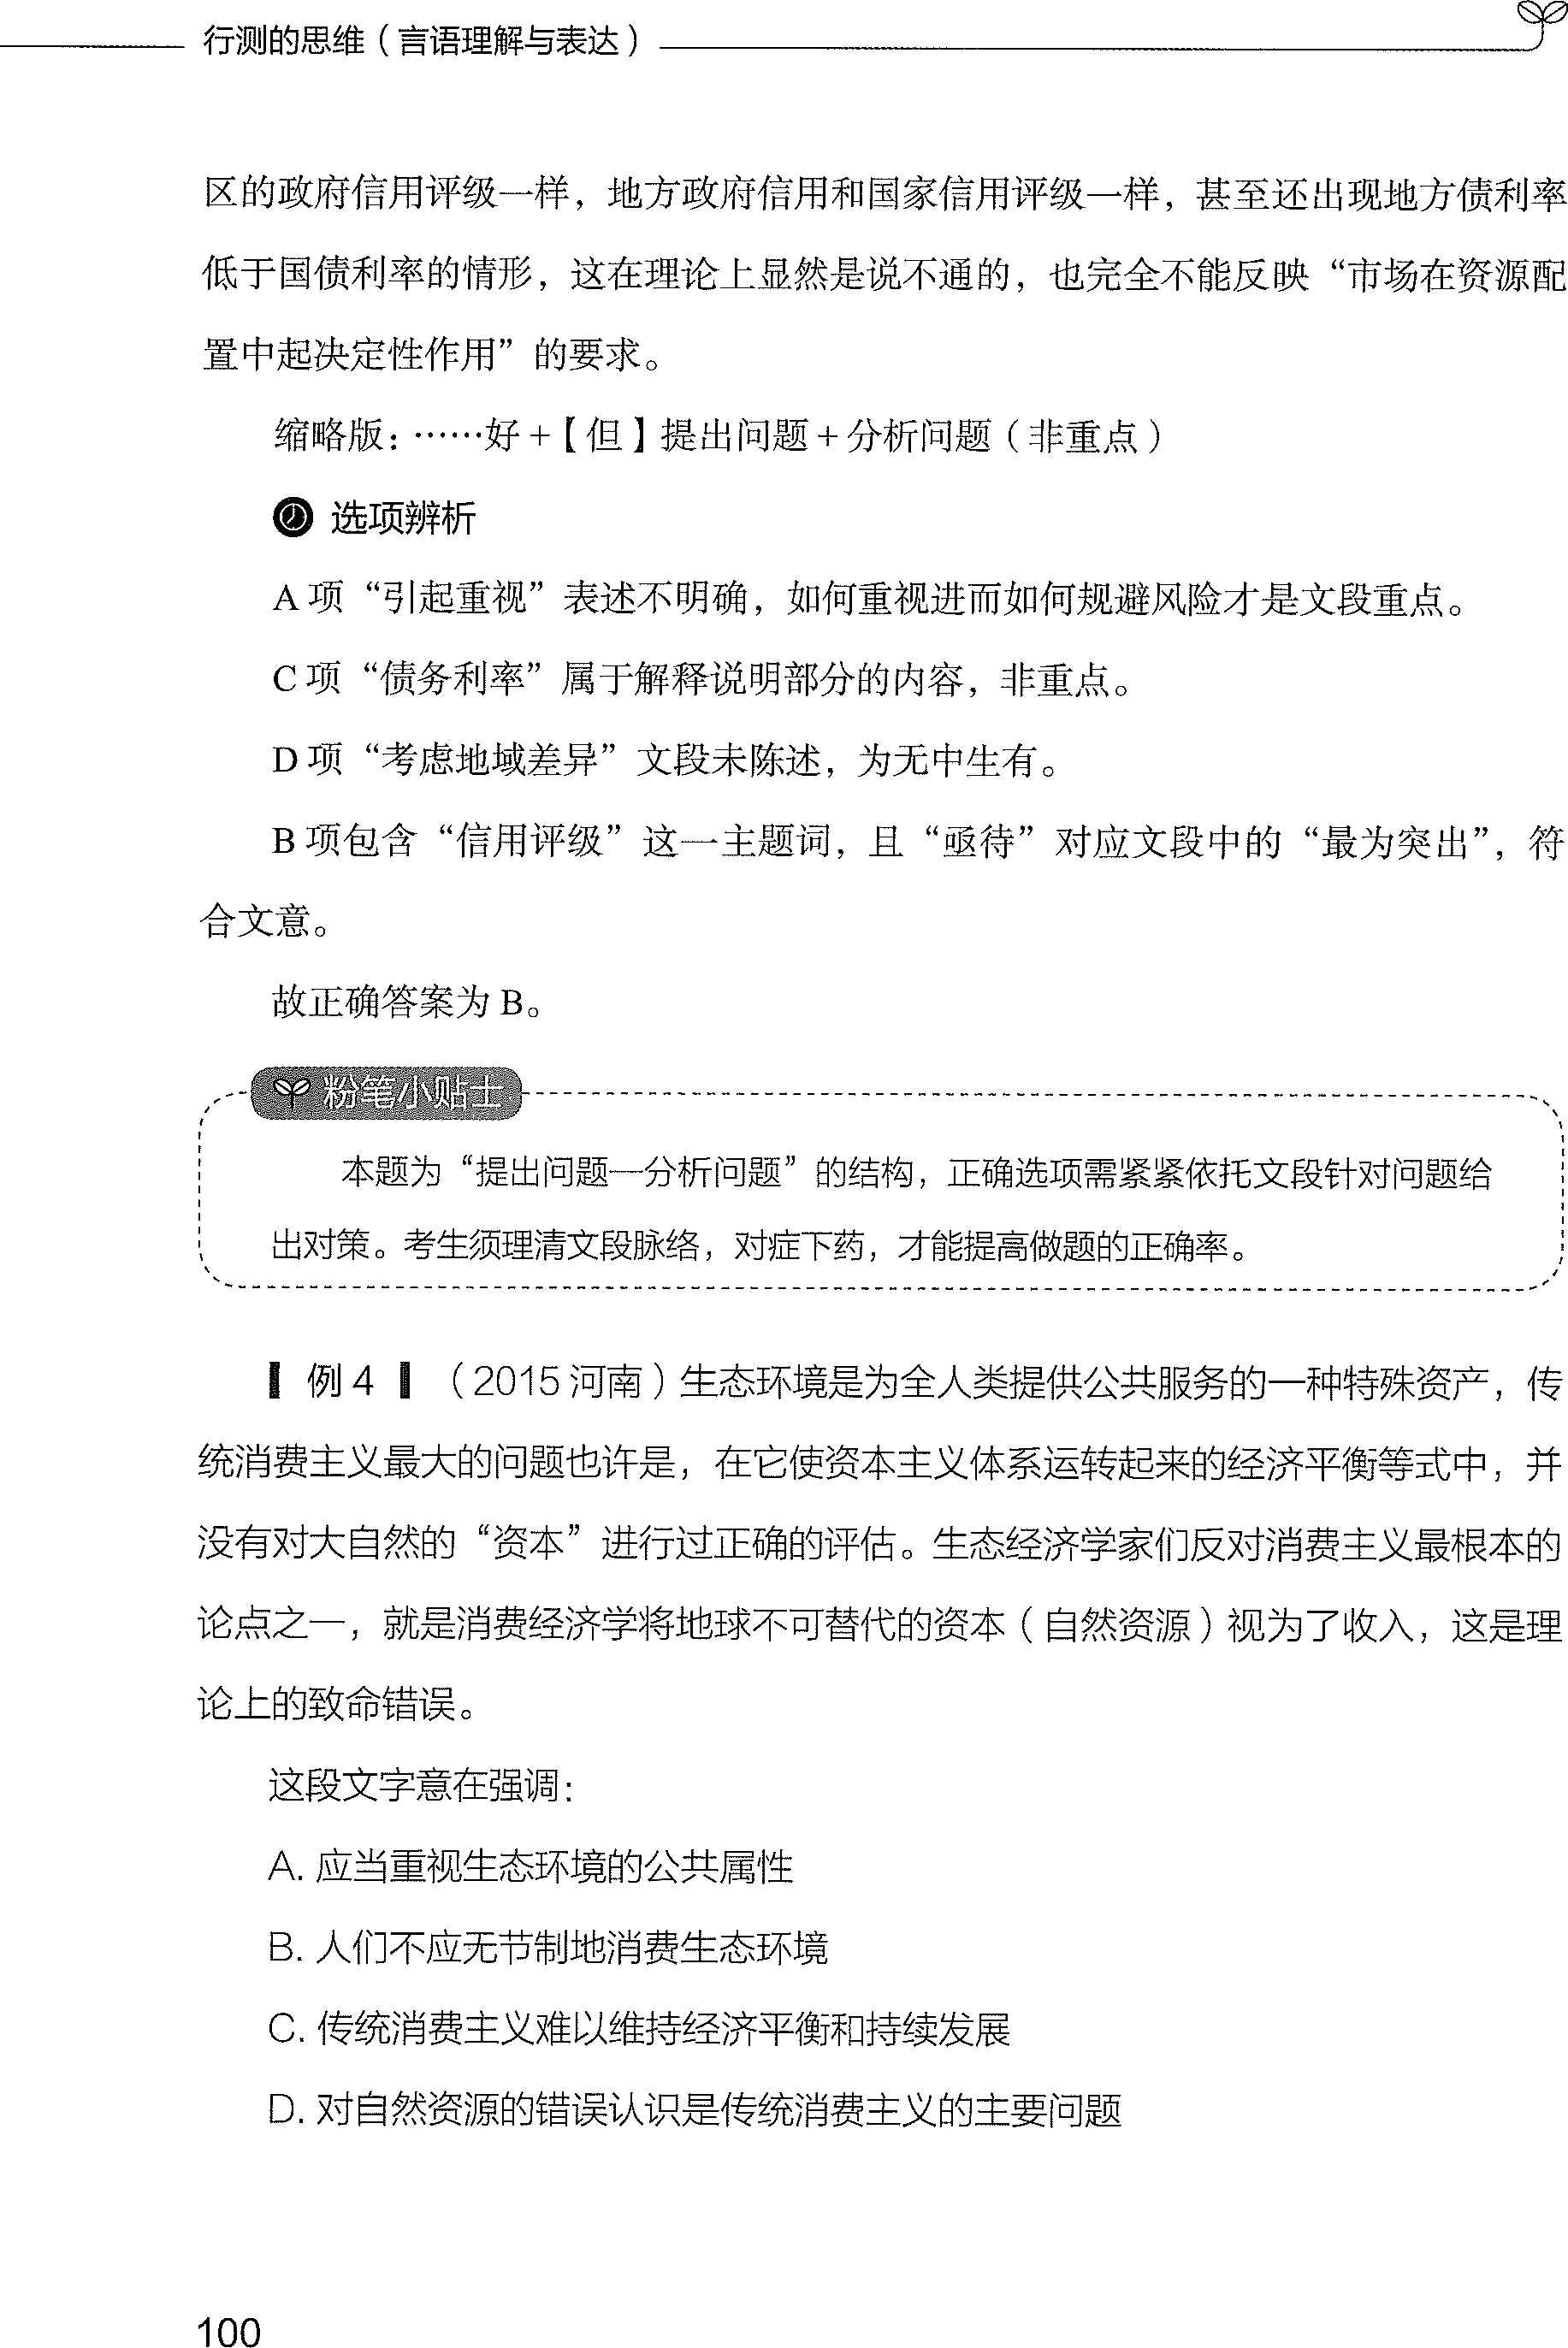 行测的思维（言语理解与表达）
区的政府信用评级一样，地方政府信用和国家信用评级一样，甚至还出现地方债利率
低于国债利率的情形，这在理论上显然是说不通的，也完全不能反映“市场在资源配
置中起决定性作用”的要求。
缩略版：……好+【但】提出问题+分析问题（非重点）
选项辨析
A 项“引起重视”表述不明确，如何重视进而如何规避风险才是文段重点。
C 项“债务利率”属于解释说明部分的内容，非重点。
D 项“考虑地域差异”文段未陈述，为无中生有。
B 项包含“信用评级”这一主题词，且“亟待”对应文段中的“最为突出”，符
合文意。
故正确答案为 B。
粉笔小贴士
本题为“提出问题—分析问题”的结构，正确选项需紧紧依托文段针对问题给
出对策。考生须理清文段脉络，对症下药，才能提高做题的正确率。
例 4 （2015 河南）生态环境是为全人类提供公共服务的一种特殊资产，传
统消费主义最大的问题也许是，在它使资本主义体系运转起来的经济平衡等式中，并
没有对大自然的“资本”进行过正确的评估。生态经济学家们反对消费主义最根本的
论点之一，就是消费经济学将地球不可替代的资本（自然资源）视为了收入，这是理
论上的致命错误。
这段文字意在强调：
A. 应当重视生态环境的公共属性
B. 人们不应无节制地消费生态环境
C. 传统消费主义难以维持经济平衡和持续发展
D. 对自然资源的错误认识是传统消费主义的主要问题
100